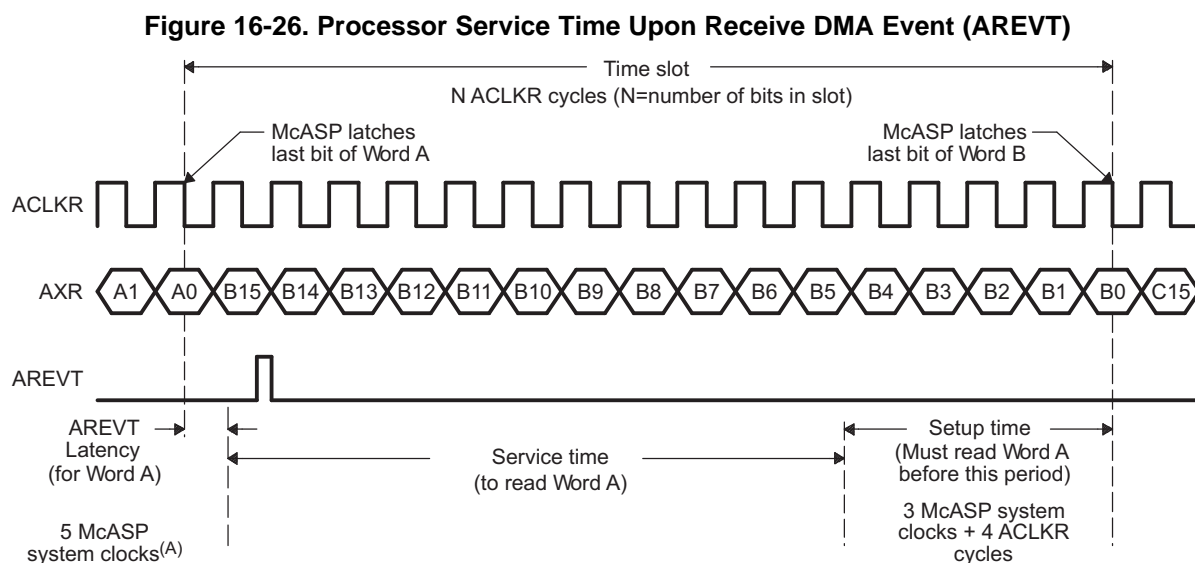 Figure 16-26. Processor Service Time Upon Receive DMA Event (AREVT)
Time slot
N ACLKR cycles (N=number of bits in slot)
McASP latches
last bit of Word A
McASP latches
last bit of Word B
ACLKR
AXR
A1 A0 B15 B14 B13 B12 B11 B10 B9 B8 B7 B6 B5 B4 B3 B2 B1 B0 C15
AREVT
AREVT
Latency
(for Word A)
Service time
(to read Word A)
Setup time
(Must read Word A
before this period)
5 McASP
system clocks(A)
3 McASP system
clocks + 4 ACLKR
cycles